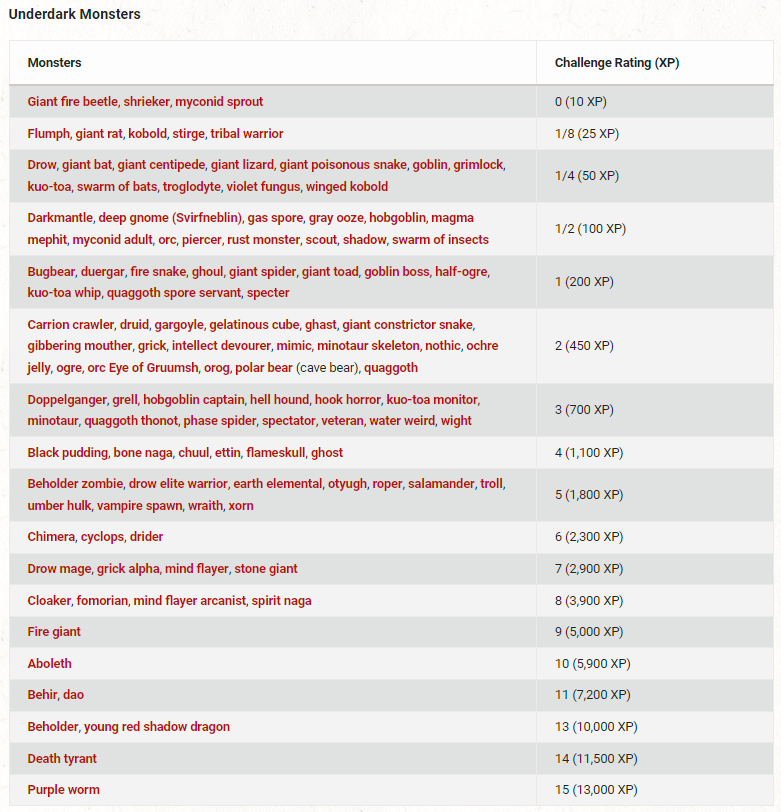 Underdark Monsters
Monsters Challenge Rating (XP)
Giant fire beetle, shrieker, myconid sprout 0 (10 XP)
Flumph, giant rat, kobold, stirge, tribal warrior 1/8 (25 XP)
Drow, giant bat, giant centipede, giant lizard, giant poisonous snake, goblin, grimlock,
kuo-toa, swarm of bats, troglodyte, violet fungus, winged kobold
1/4 (50 XP)
Darkmantle, deep gnome (Svirfneblin), gas spore, gray ooze, hobgoblin, magma
mephit, myconid adult, orc, piercer, rust monster, scout, shadow, swarm of insects
1/2 (100 XP)
Bugbear, duergar, fire snake, ghoul, giant spider, giant toad, goblin boss, half-ogre,
kuo-toa whip, quaggoth spore servant, specter
1 (200 XP)
Carrion crawler, druid, gargoyle, gelatinous cube, ghast, giant constrictor snake,
gibbering mouther, grick, intellect devourer, mimic, minotaur skeleton, nothic, ochre
jelly, ogre, orc Eye of Gruumsh, orog, polar bear (cave bear), quaggoth
2 (450 XP)
Doppelganger, grell, hobgoblin captain, hell hound, hook horror, kuo-toa monitor,
minotaur, quaggoth thonot, phase spider, spectator, veteran, water weird, wight
3 (700 XP)
Black pudding, bone naga, chuul, ettin, flameskull, ghost 4 (1,100 XP)
Beholder zombie, drow elite warrior, earth elemental, otyugh, roper, salamander, troll,
umber hulk, vampire spawn, wraith, xorn
5 (1,800 XP)
Chimera, cyclops, drider 6 (2,300 XP)
Drow mage, grick alpha, mind flayer, stone giant 7 (2,900 XP)
Cloaker, fomorian, mind flayer arcanist, spirit naga 8 (3,900 XP)
Fire giant 9 (5,000 XP)
Aboleth 10 (5,900 XP)
Behir, dao 11 (7,200 XP)
Beholder, young red shadow dragon 13 (10,000 XP)
Death tyrant 14 (11,500 XP)
Purple worm 15 (13,000 XP)